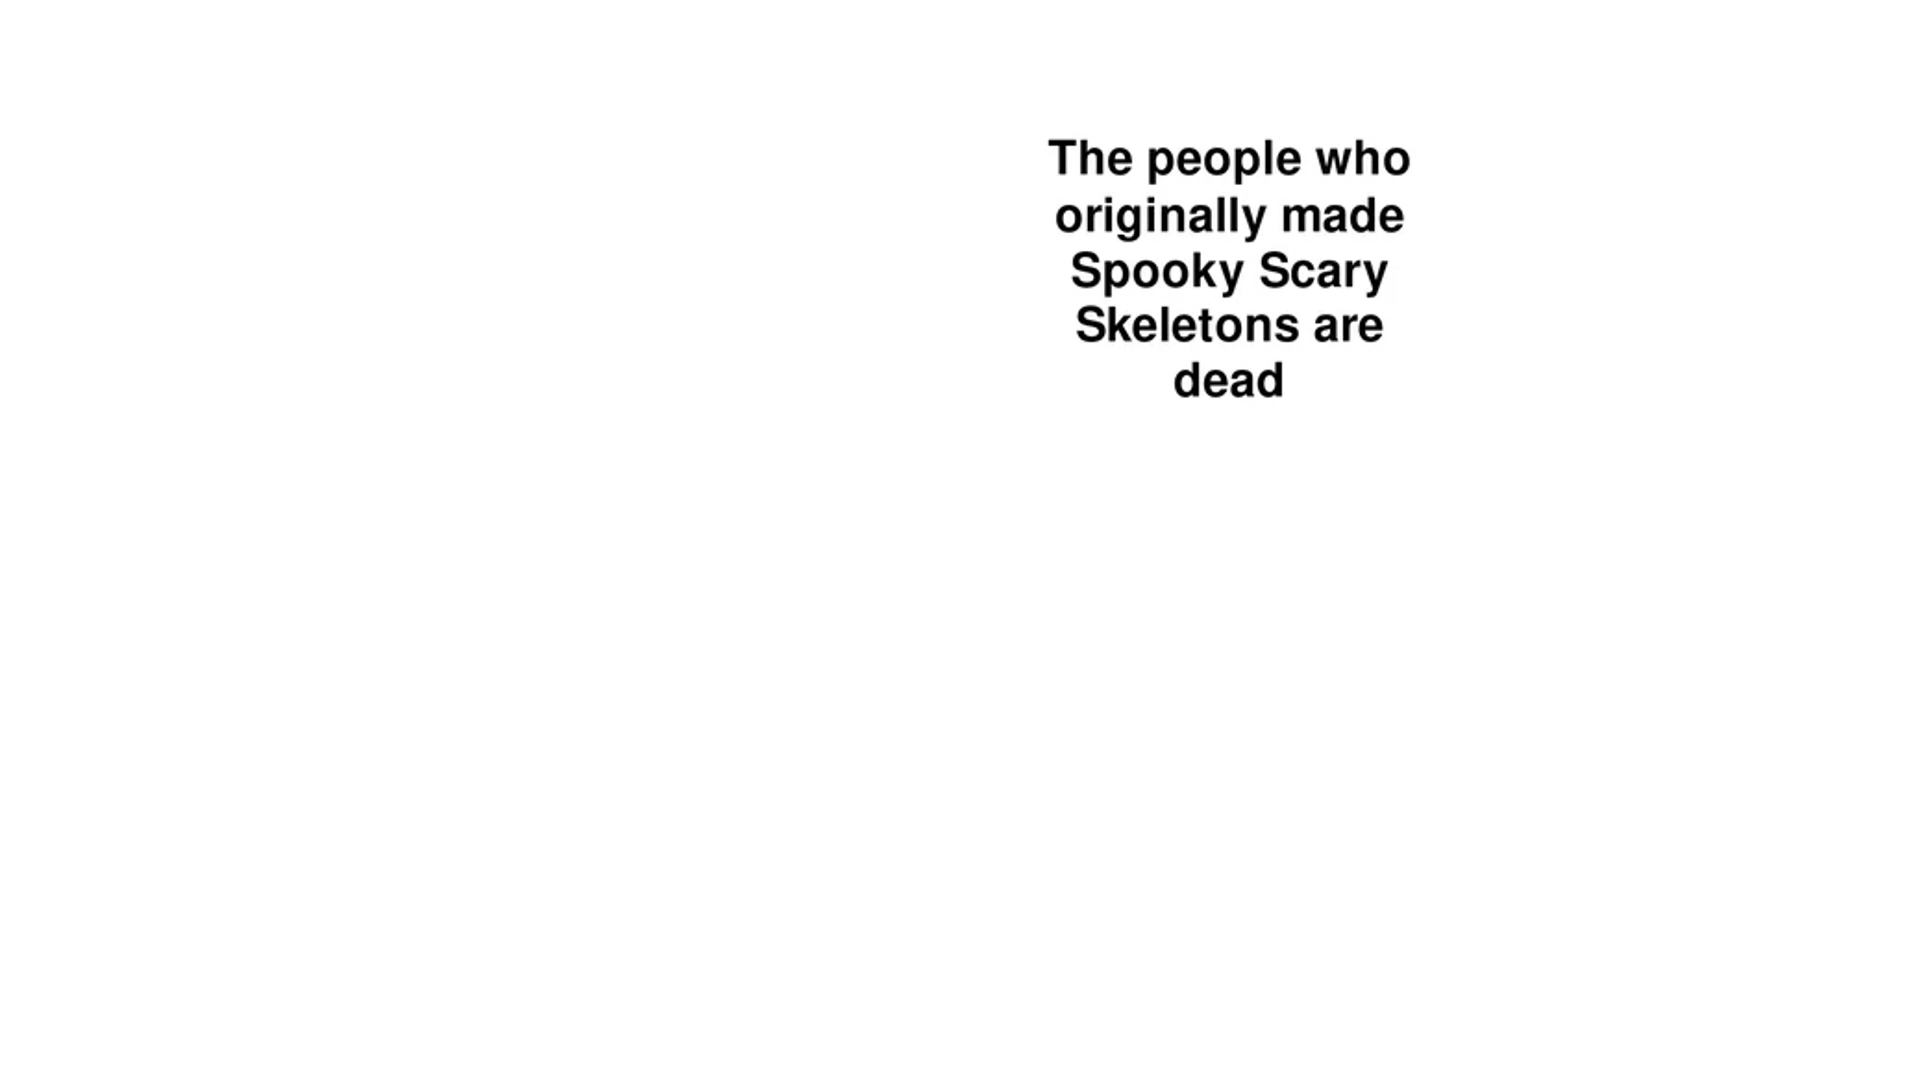 The people who
originally made
Spooky Scary
Skeletons are
dead